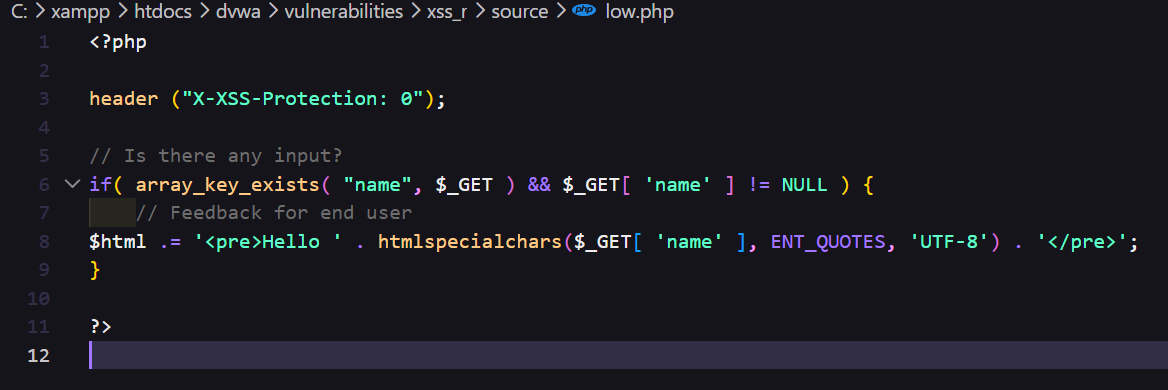 C: > xampp > htdocs > dvwa > vulnerabilities > xss_r > source > php low.php
1 <?php
2
3 header ("X-XSS-Protection: 0");
4
5 // Is there any input?
6 if( array_key_exists( "name", $_GET ) && $_GET[ 'name' ] != NULL ) {
7 // Feedback for end user
8 $html .= '<pre>Hello ' . htmlspecialchars($_GET[ 'name' ], ENT_QUOTES, 'UTF-8') . '</pre>';
9 }
10
11 ?>
12